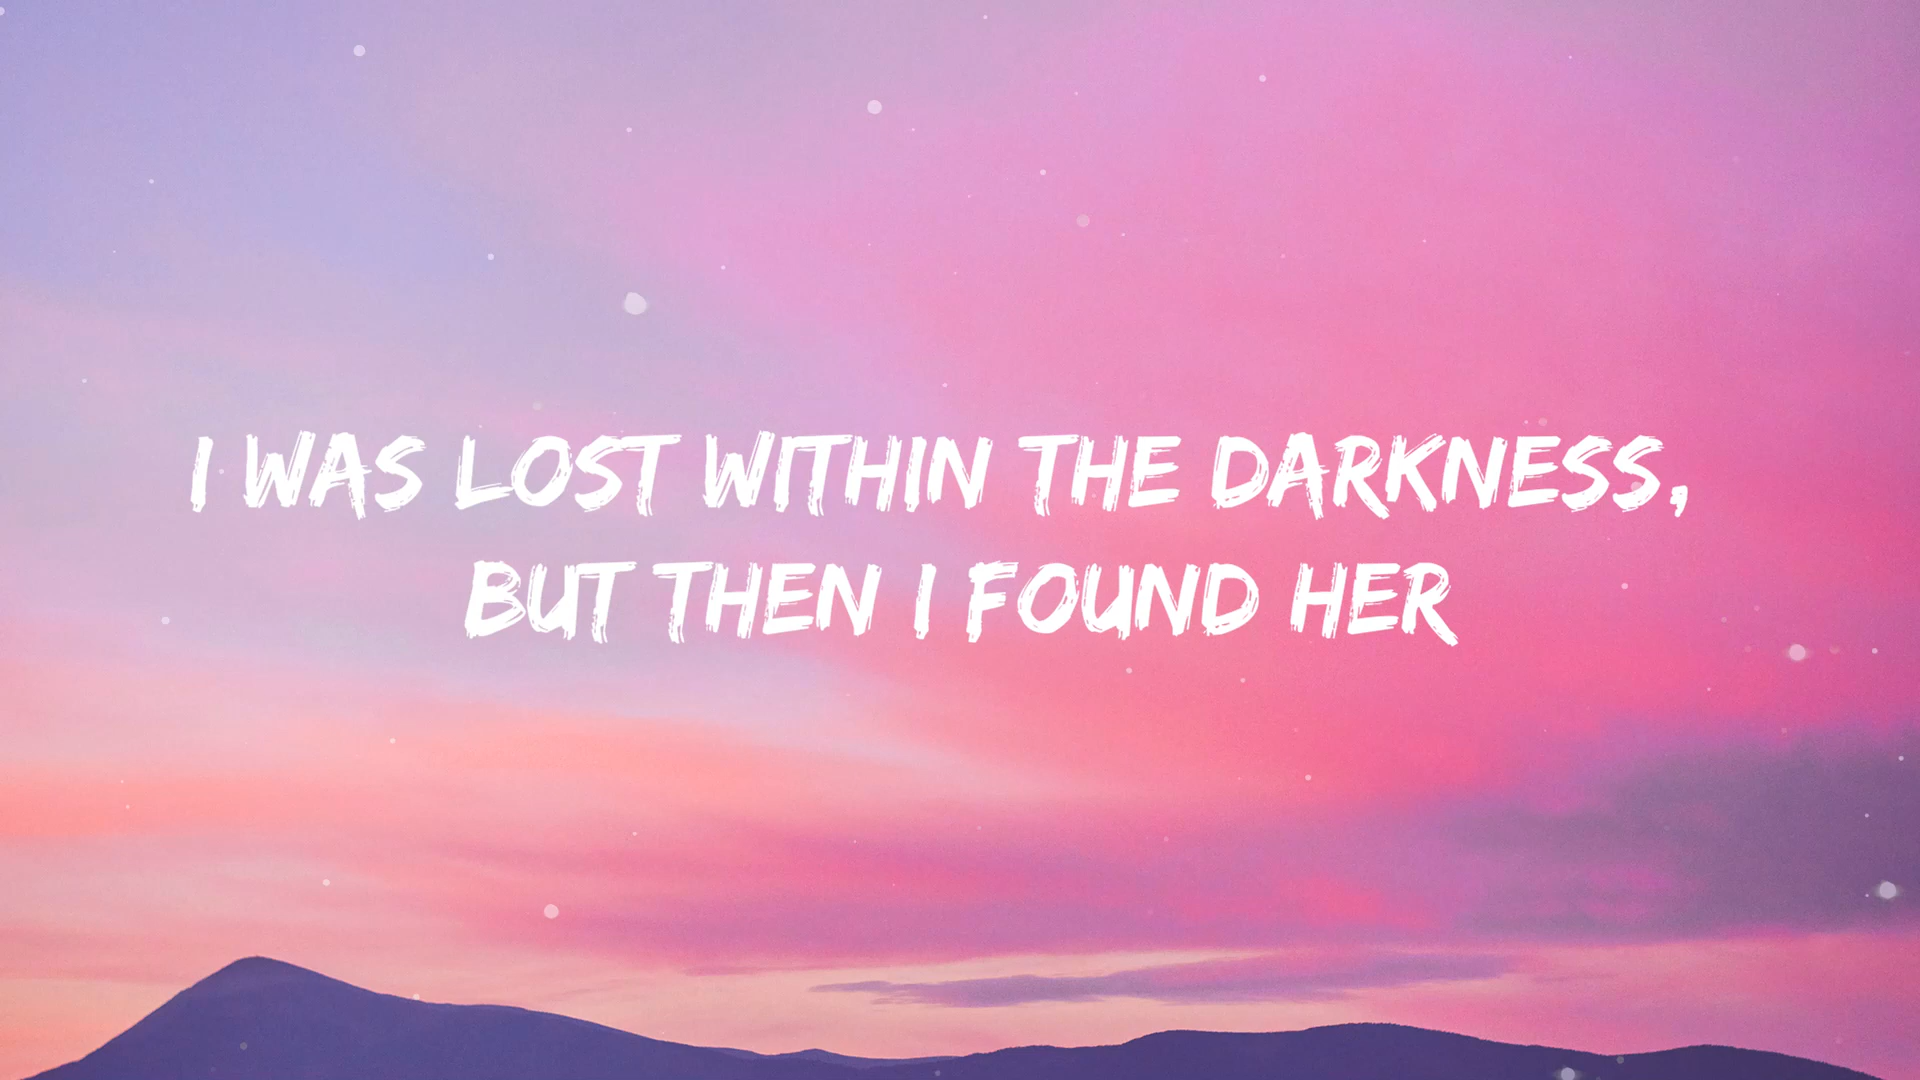 I WAS LOST WITHIN THE DARKNESS,
BUT THEN I FOUND HER